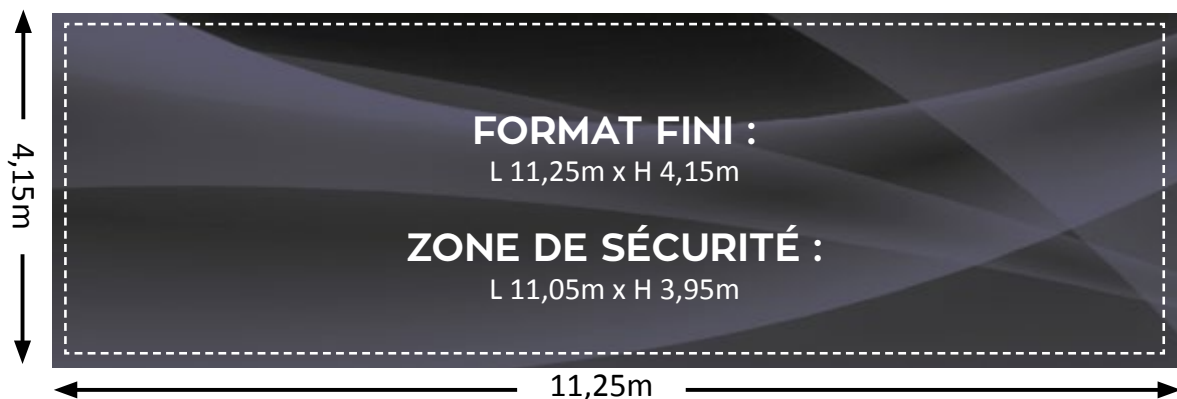 FORMAT FINI :
L 11,25m x H 4,15m
ZONE DE SÉCURITÉ :
L 11,05m x H 3,95m
4,15m
11,25m